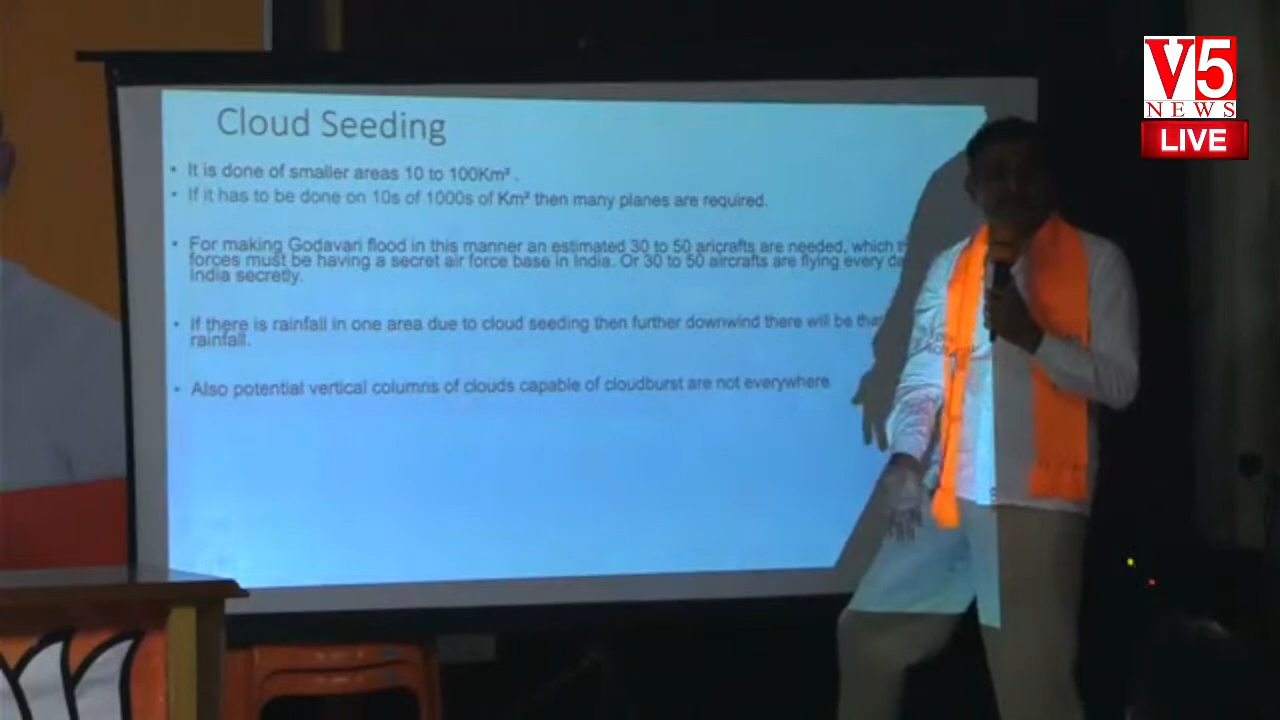 V5
NEWS
LIVE
Cloud Seeding
• It is done of smaller areas 10 to 100Km² .
• If it has to be done on 10s of 1000s of Km² then many planes are required.
• For making Godavari flood in this manner an estimated 30 to 50 aricrafts are needed, which
forces must be having a secret air force base in India. Or 30 to 50 aircrafts are flying every
India secretly.
• If there is rainfall in one area due to cloud seeding then further downwind there will be
rainfall.
• Also potential vertical columns of clouds capable of cloudburst are not everywhere